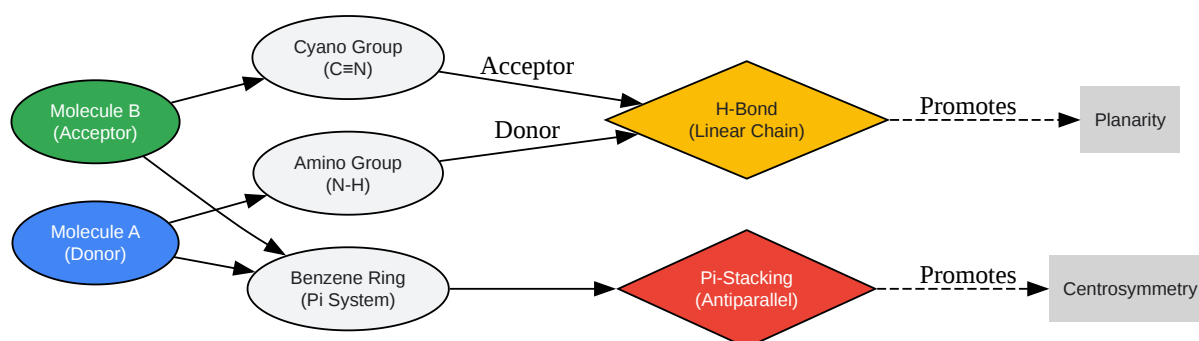 Cyano Group
(C≡N)
Acceptor
Molecule B
(Acceptor)
H-Bond
(Linear Chain)
Promotes
Planarity
Donor
Amino Group
(N-H)
Molecule A
(Donor)
Benzene Ring
(Pi System)
Pi-Stacking
(Antiparallel)
Promotes
Centrosymmetry